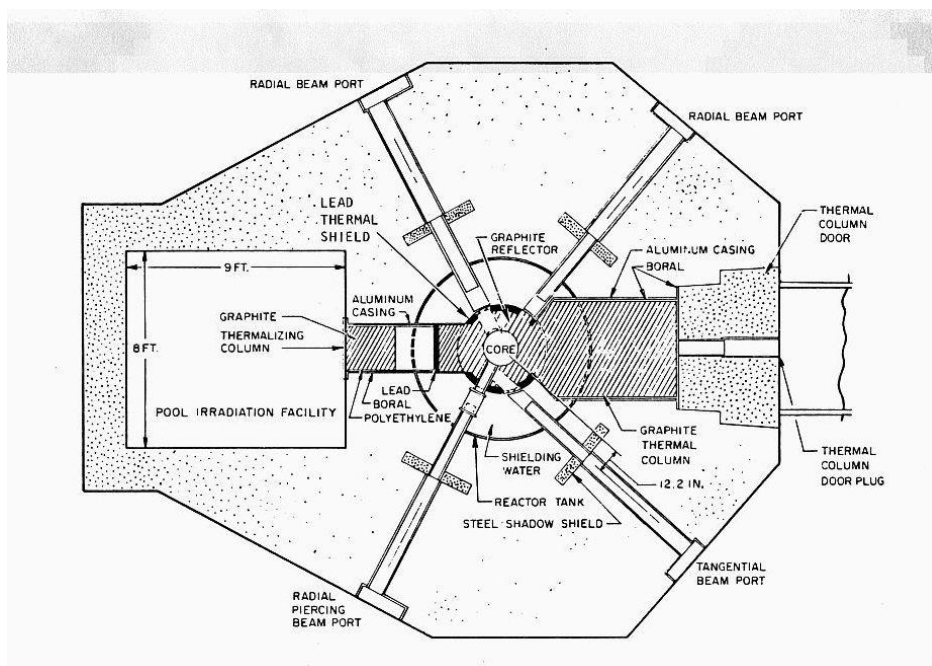 RADIAL BEAM PORT
RADIAL BEAM PORT
LEAD
THERMAL
SHIELD
GRAPHITE
REFLECTOR
THERMAL
COLUMN
DOOR
ALUMINUM CASING
BORAL
9 FT.
ALUMINUM
CASING
GRAPHITE
THERMALIZING
COLUMN
8 FT.
CORE
LEAD
BORAL
POLYETHYLENE
POOL IRRADIATION FACILITY
GRAPHITE
THERMAL
COLUMN
SHIELDING
WATER
THERMAL
COLUMN
DOOR PLUG
12.2 IN.
REACTOR TANK
STEEL SHADOW SHIELD
TANGENTIAL
BEAM PORT
RADIAL
PIERCING
BEAM PORT